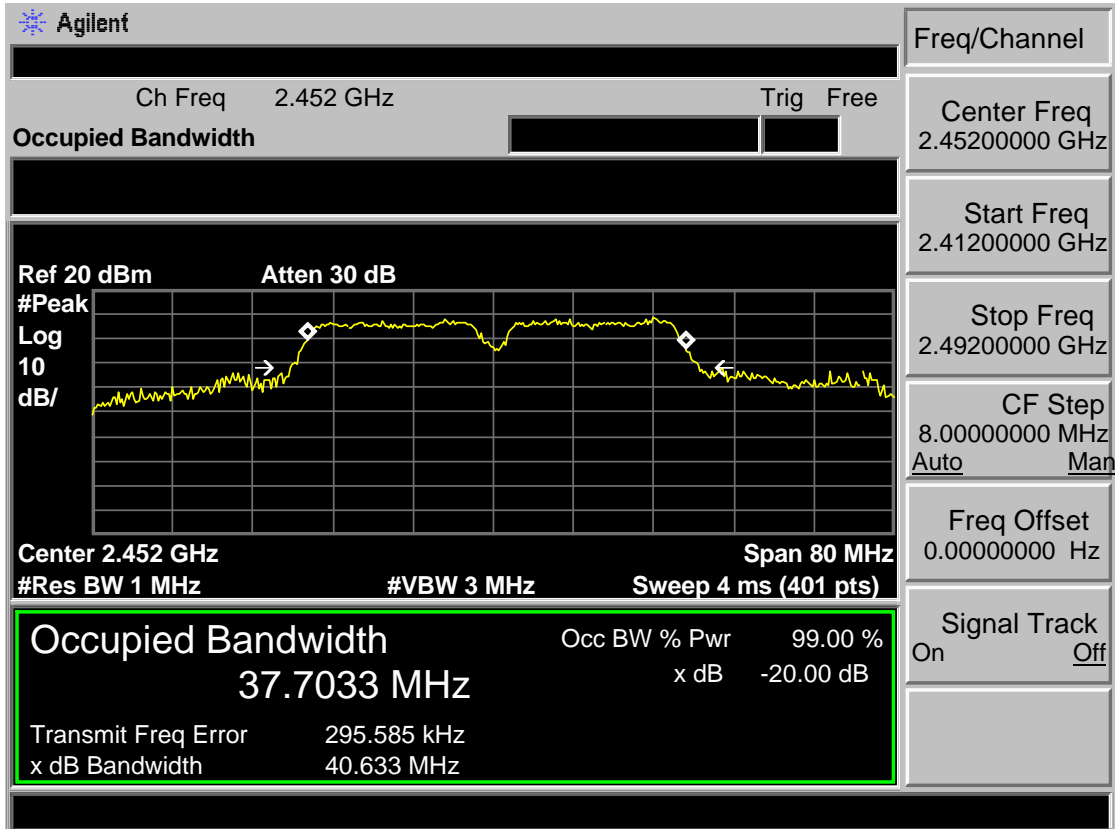 Agilent
Freq/Channel
Ch Freq 2.452 GHz Trig Free
Occupied Bandwidth
Center Freq
2.45200000 GHz
Start Freq
2.41200000 GHz
Ref 20 dBm Atten 30 dB
#Peak
Log
10
dB/
Stop Freq
2.49200000 GHz
CF Step
8.00000000 MHz
Auto Man
Freq Offset
0.00000000 Hz
Center 2.452 GHz Span 80 MHz
#Res BW 1 MHz #VBW 3 MHz Sweep 4 ms (401 pts)
Signal Track
On Off
Occupied Bandwidth
37.7033 MHz
Occ BW % Pwr 99.00 %
x dB -20.00 dB
Transmit Freq Error 295.585 kHz
x dB Bandwidth 40.633 MHz